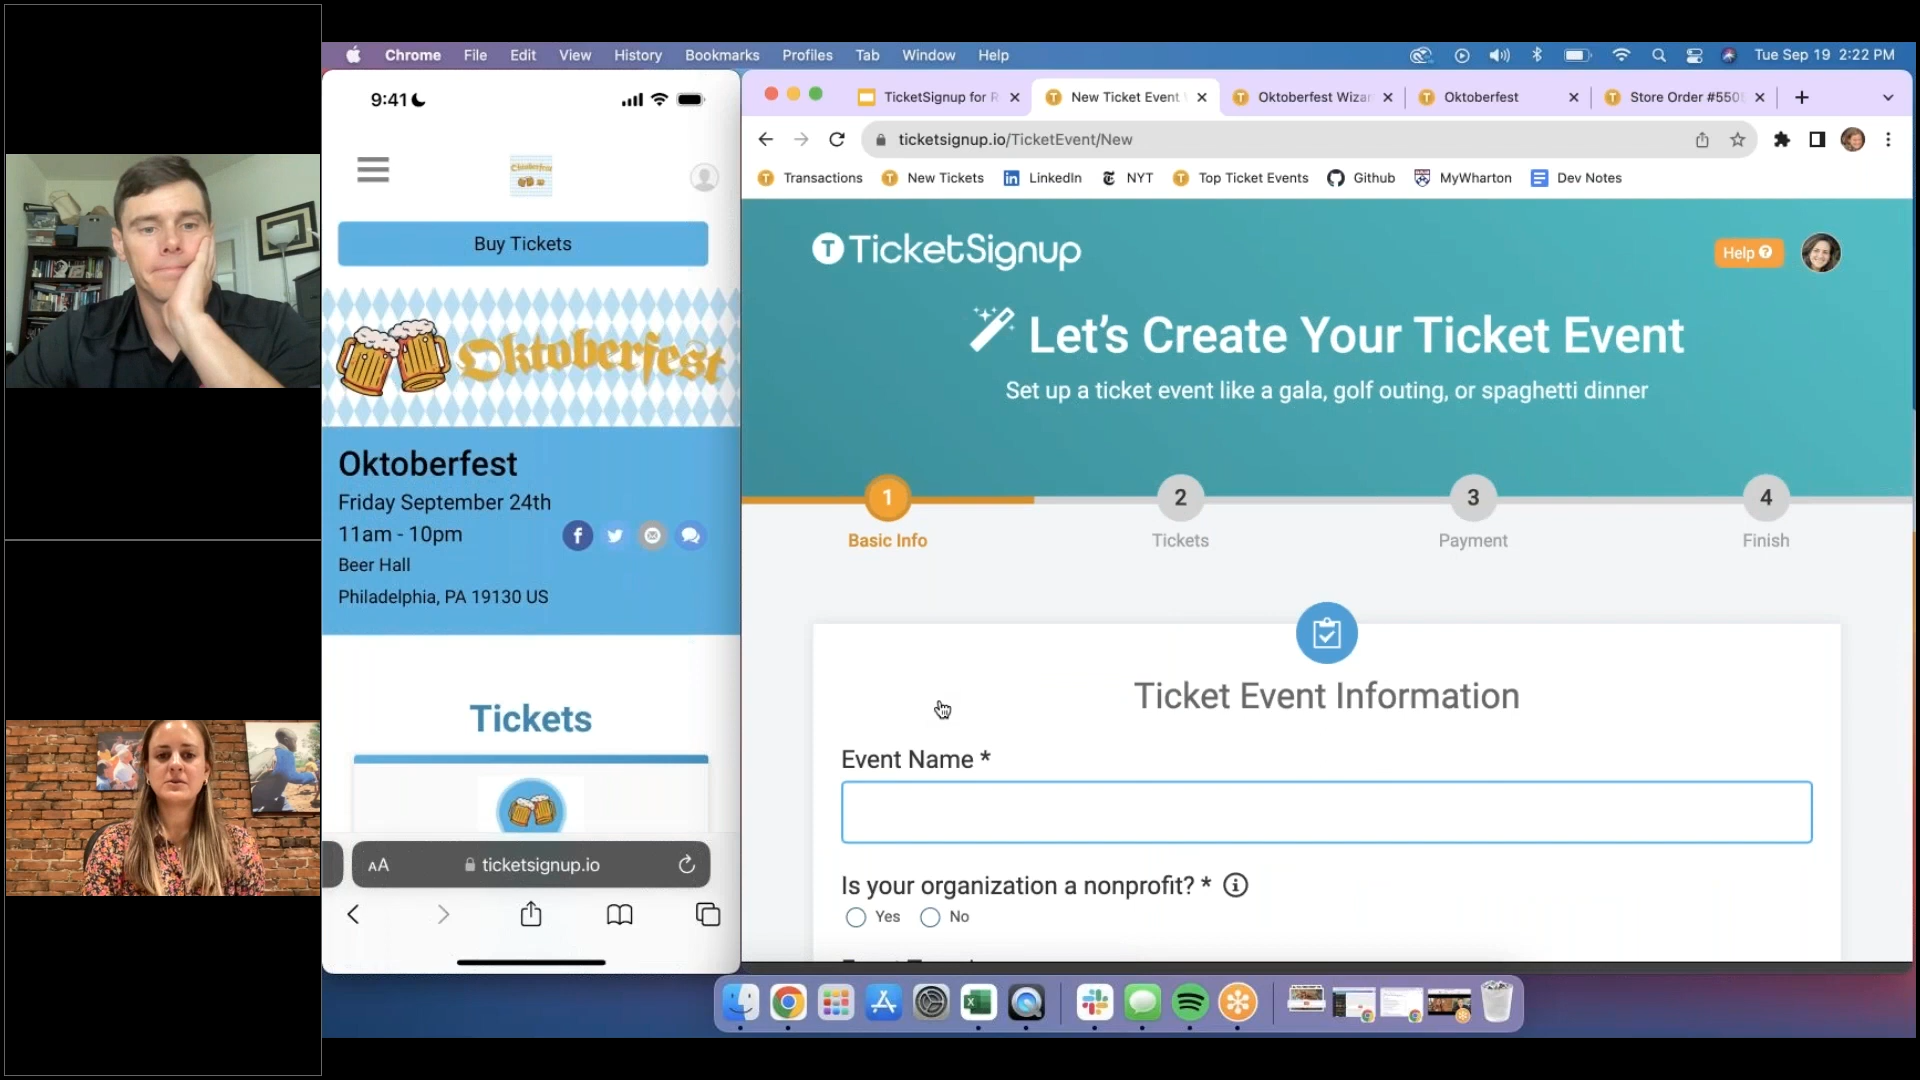 Chrome File Edit View History Bookmarks Profiles Tab Window Help
Tue Sep 19 2:22 PM
9:41
Buy Tickets
Oktoberfest
Oktoberfest
Friday September 24th
11am - 10pm
Beer Hall
Philadelphia, PA 19130 US
Tickets
AA ticketsignup.io
TicketSignup for R
New Ticket Event
Oktoberfest Wizar
Oktoberfest
Store Order #550
ticketsignup.io/TicketEvent/New
Transactions New Tickets LinkedIn NYT Top Ticket Events Github MyWharton Dev Notes
TicketSignup
Help
Let's Create Your Ticket Event
Set up a ticket event like a gala, golf outing, or spaghetti dinner
1 2 3 4
Basic Info Tickets Payment Finish
Ticket Event Information
Event Name *
Is your organization a nonprofit? *
Yes No